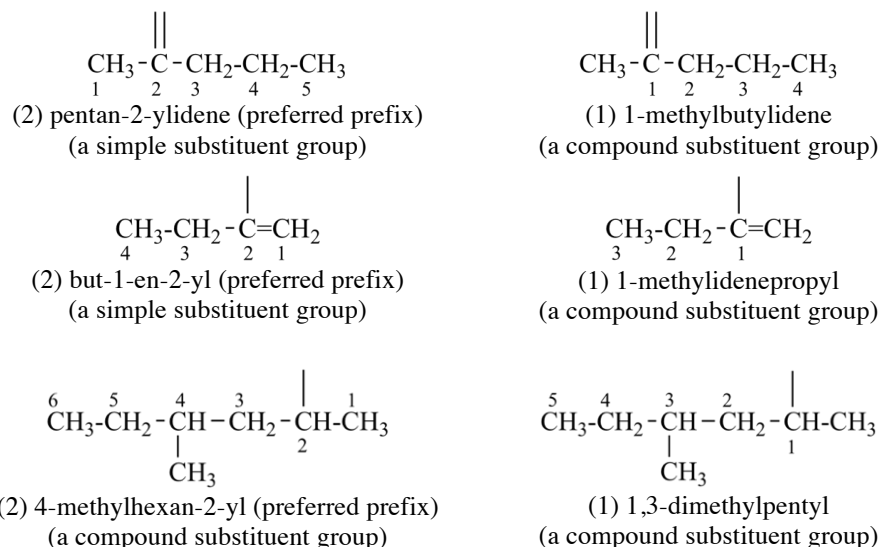 CH3-C-CH2-CH2-CH3 CH3-C-CH2-CH2-CH3
1 2 3 4 5 1 2 3 4
(2) pentan-2-ylidene (preferred prefix) (1) 1-methylbutylidene
(a simple substituent group) (a compound substituent group)
CH3-CH2-C=CH2 CH3-CH2-C=CH2
4 3 2 1 3 2 1
(2) but-1-en-2-yl (preferred prefix) (1) 1-methylidenepropyl
(a simple substituent group) (a compound substituent group)
6 5 4 3 1 5 4 3 2
CH3-CH2-CH-CH2-CH-CH3 CH3-CH2-CH-CH2-CH-CH3
2 1
CH3 CH3
(2) 4-methylhexan-2-yl (preferred prefix) (1) 1,3-dimethylpentyl
(a compound substituent group) (a compound substituent group)